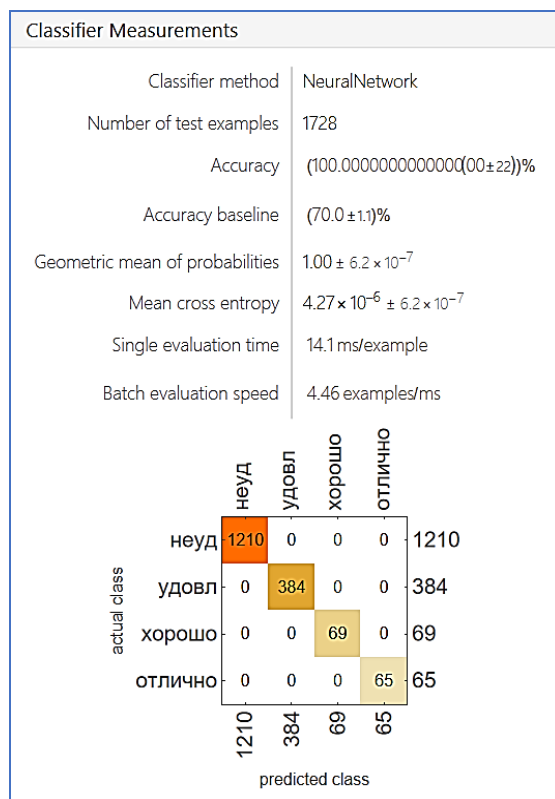 Classifier Measurements
Classifier method NeuralNetwork
Number of test examples 1728
Accuracy (100.0000000000000(00±22))%
Accuracy baseline (70.0±1.1)%
Geometric mean of probabilities 1.00 ± 6.2 × 10⁻⁷
Mean cross entropy 4.27 × 10⁻⁶ ± 6.2 × 10⁻⁷
Single evaluation time 14.1 ms/example
Batch evaluation speed 4.46 examples/ms
неуд удовл хорошо отлично
actual class
неуд 1210 0 0 0 1210
удовл 0 384 0 0 384
хорошо 0 0 69 0 69
отлично 0 0 0 65 65
1210 384 69 65
predicted class